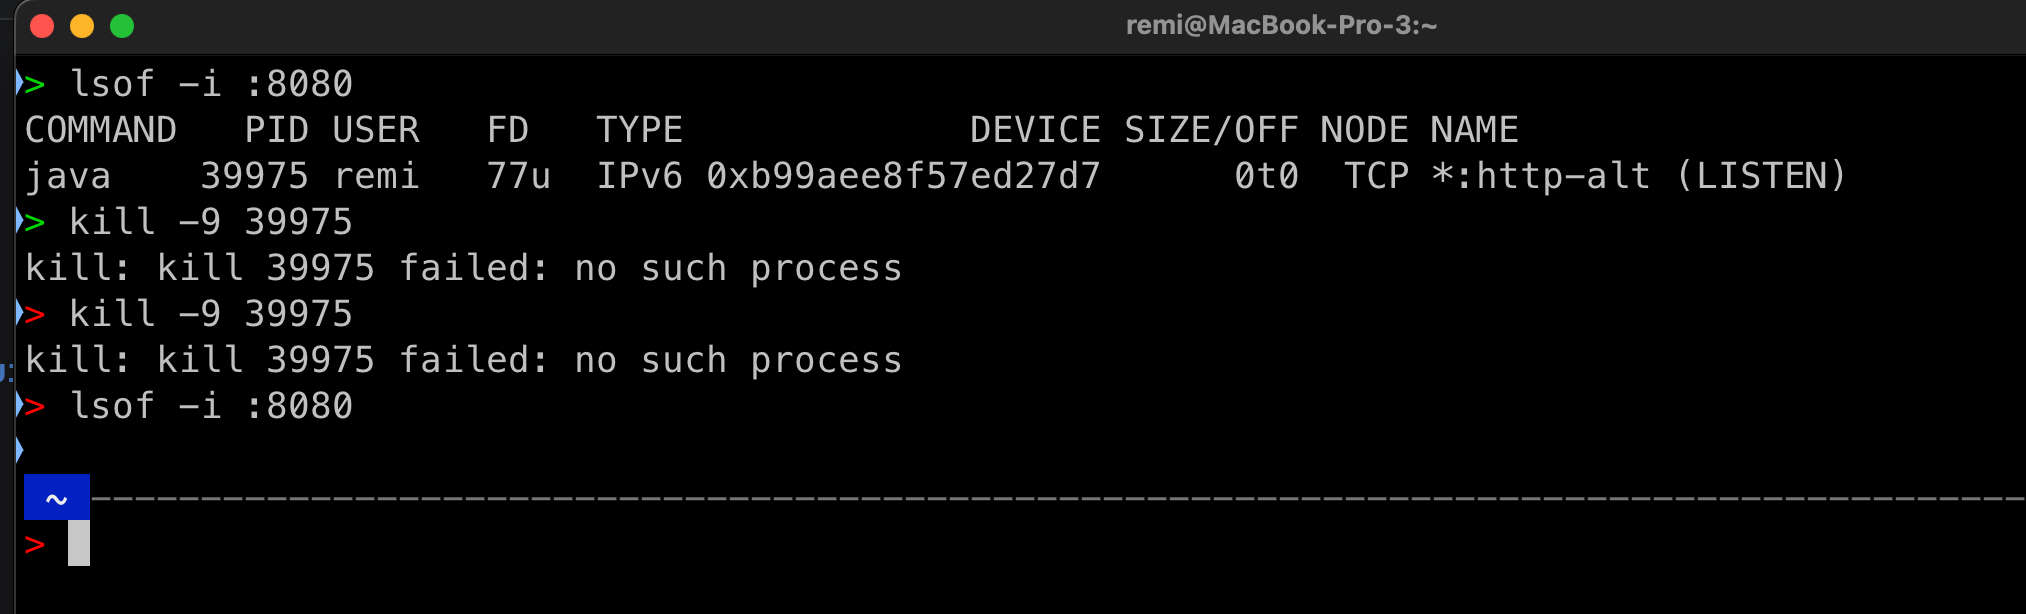 remi@MacBook-Pro-3:~
> lsof -i :8080
COMMAND   PID USER   FD   TYPE             DEVICE SIZE/OFF NODE NAME
java    39975 remi   77u  IPv6 0xb99aee8f57ed27d7      0t0  TCP *:http-alt (LISTEN)
> kill -9 39975
kill: kill 39975 failed: no such process
> kill -9 39975
kill: kill 39975 failed: no such process
> lsof -i :8080
~
>